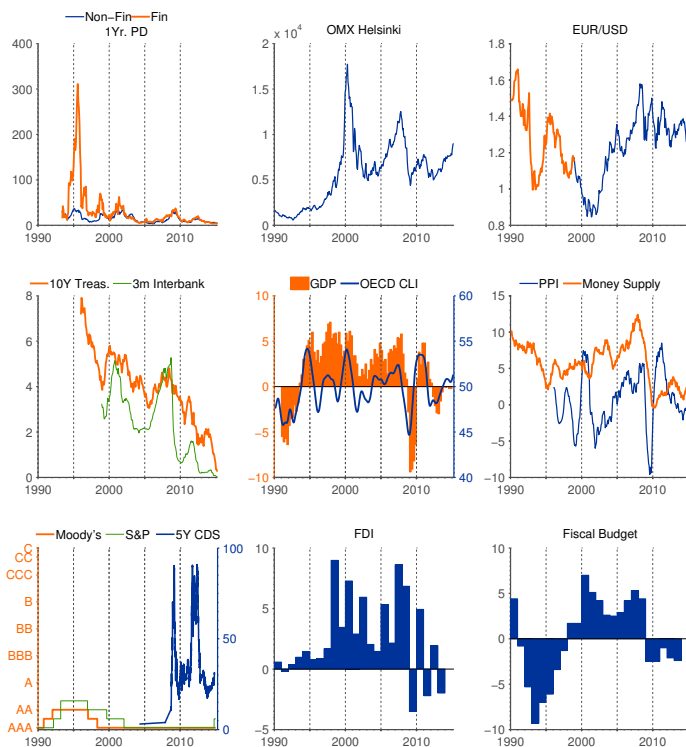 Non−Fin Fin
1Yr. PD
400
300
200
100
0
1990 2000 2010
OMX Helsinki
x 10⁴
2
1.5
1
0.5
0
1990 2000 2010
EUR/USD
1.8
1.6
1.4
1.2
1
0.8
1990 2000 2010
10Y Treas. 3m Interbank
8
6
4
2
0
1990 2000 2010
GDP OECD CLI
10 60
5
0 50
−5
−10 40
1990 2000 2010
PPI Money Supply
15
10
5
0
−5
−10
1990 2000 2010
Moody's S&P 5Y CDS
C 100
CC
CCC
B
BB 50
BBB
A
AA
AAA 0
1990 2000 2010
FDI
10
5
0
−5
1990 2000 2010
Fiscal Budget
10
5
0
−5
−10
1990 2000 2010